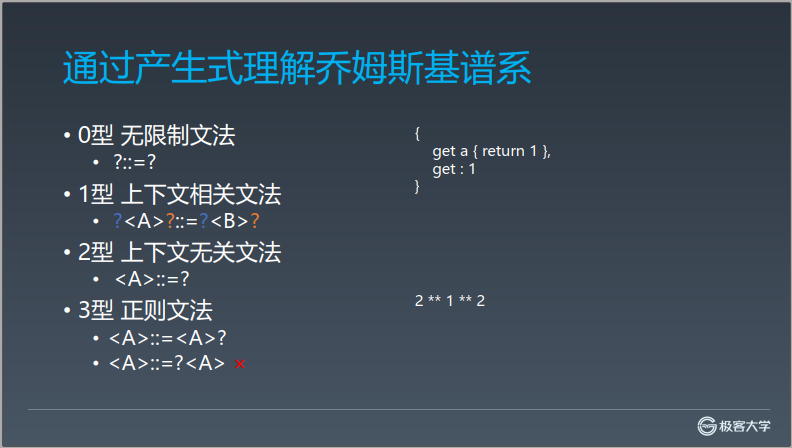 通过产生式理解乔姆斯基谱系
• 0型 无限制文法
• ?::=?
• 1型 上下文相关文法
• ?<A>?::=?<B>?
• 2型 上下文无关文法
• <A>::=?
• 3型 正则文法
• <A>::=<A>?
• <A>::=?<A> ×
{
get a { return 1 },
get : 1
}
2 ** 1 ** 2
极客大学